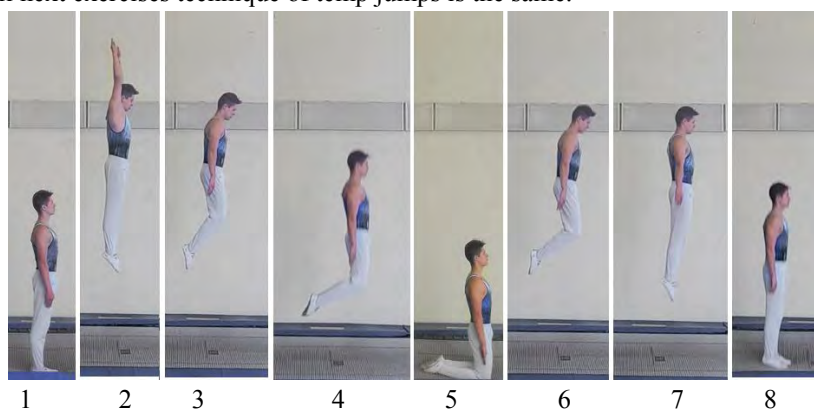 next exercises technique of temp jumps is the same.
1 2 3 4 5 6 7 8